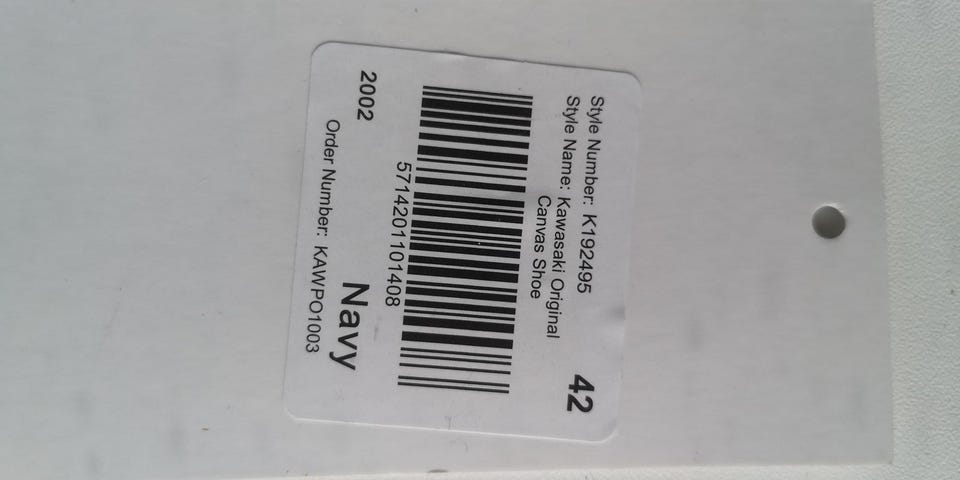 Style Number: K192495
Style Name: Kawasaki Original
Canvas Shoe
42
5714201101408
2002
Navy
Order Number: KAWPO1003